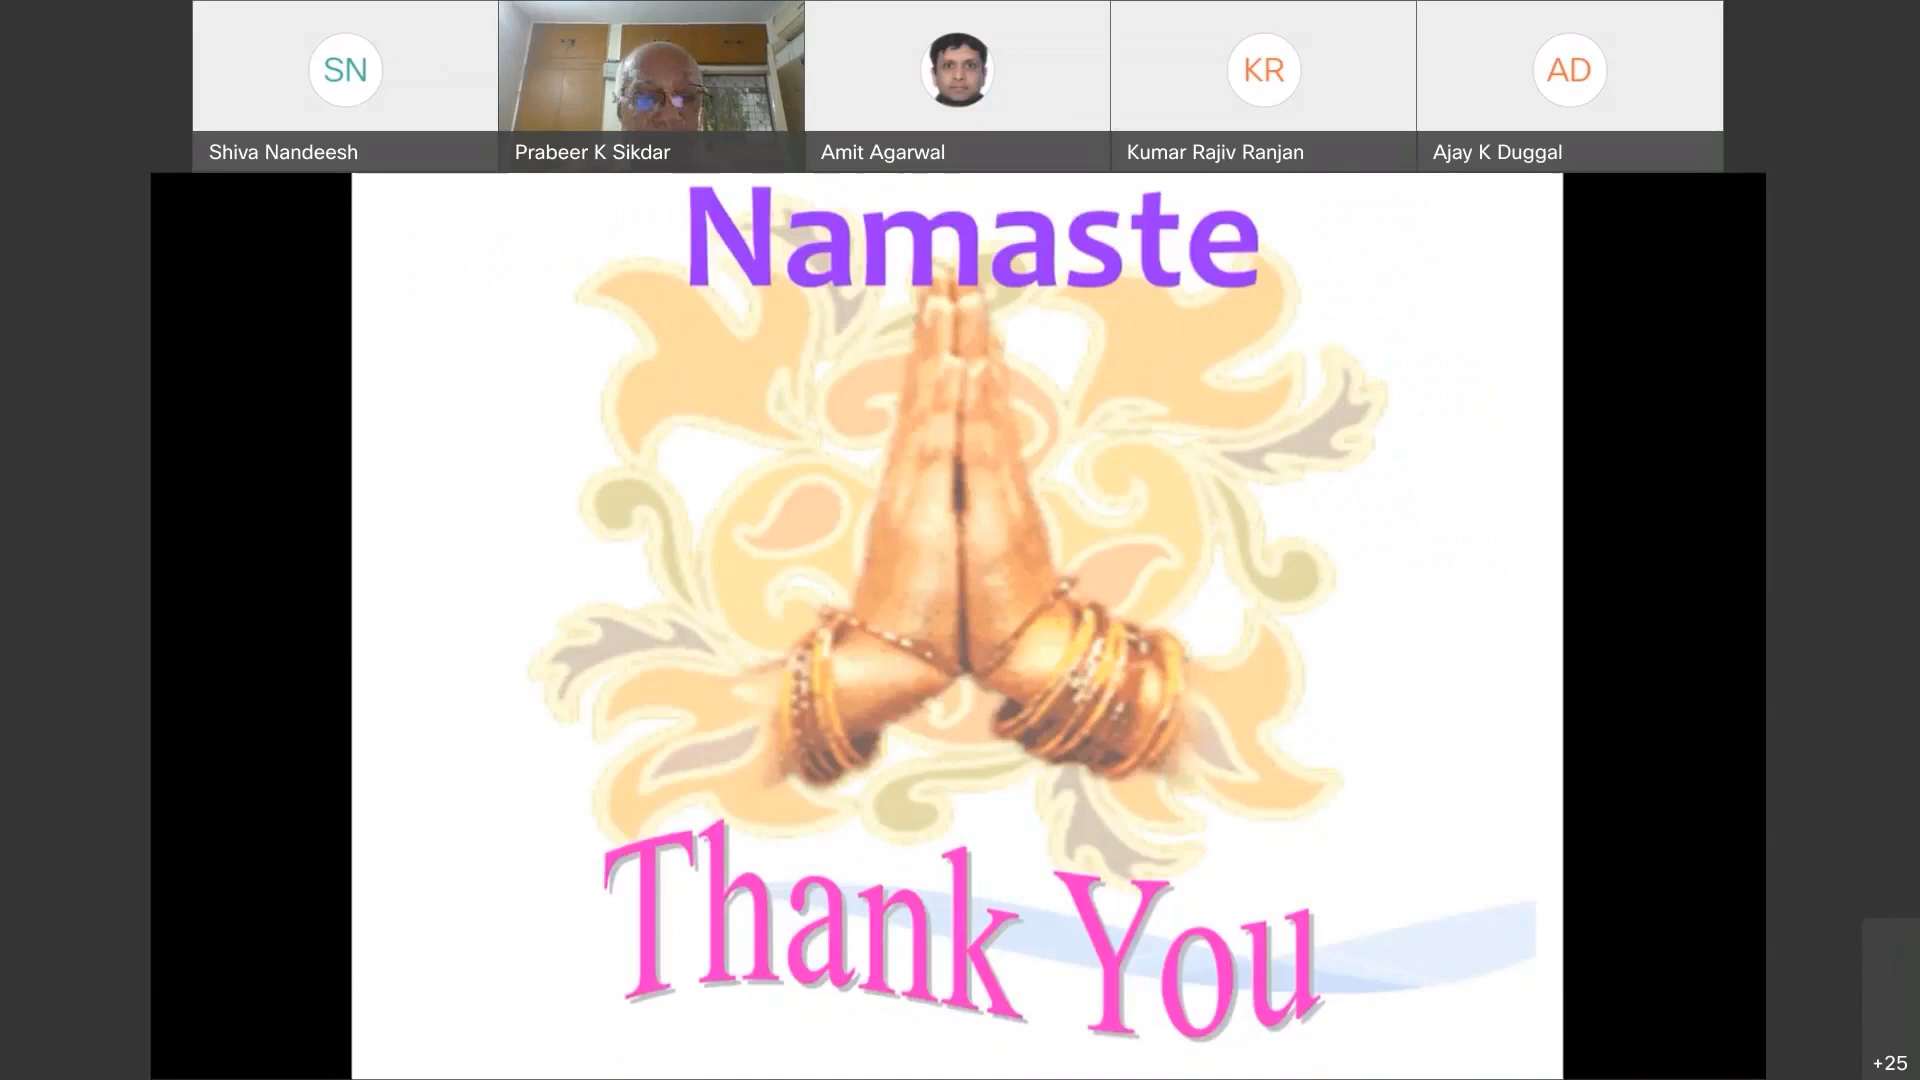 SN
KR
AD
Shiva Nandeesh
Prabeer K Sikdar
Amit Agarwal
Kumar Rajiv Ranjan
Ajay K Duggal
Namaste
Thank You
+25